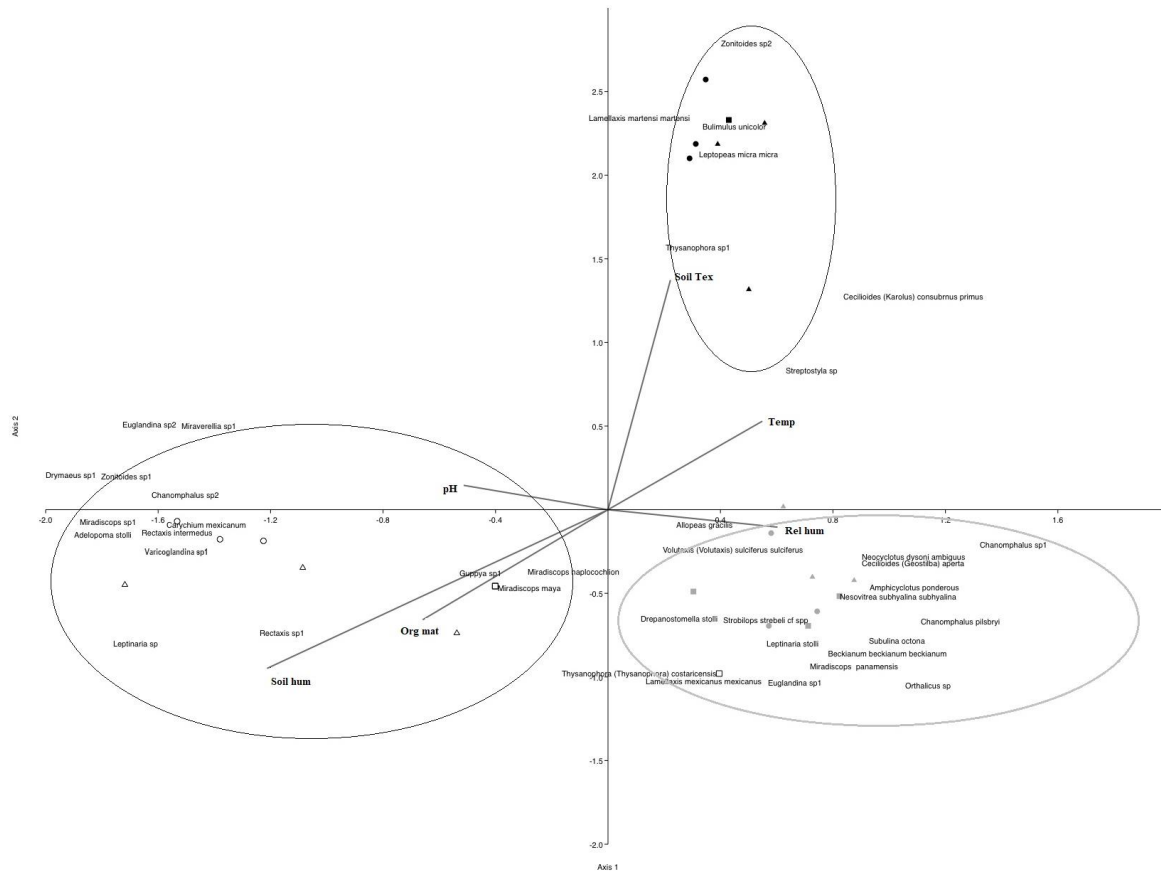 Zonitoides sp2
2.5
Lamellaxis martensi martensi
Bulimulus unicolor
Leptopeas micra micra
2.0
Thysanophora sp1
1.5
Soil Tex
Cecilioides (Karolus) consubrnus primus
1.0
Streptostyla sp
Axis 2
Euglandina sp2
Miraverellia sp1
0.5
Temp
Drymaeus sp1
Zonitoides sp1
pH
Chanomphalus sp2
-2.0
-1.6
-1.2
-0.8
-0.4
0.4
0.8
1.2
1.6
Miradiscops sp1
Carychium mexicanum
Allopeas gracilis
Rel hum
Adelopoma stolli
Rectaxis intermedus
Varicoglandina sp1
Volutaxis (Volutaxis) sulciferus sulciferus
Chanomphalus sp1
Neocyclotus dysoni ambiguus
Cecilioides (Geostilba) aperta
Guppya sp1
Miradiscops haplocochlion
-0.5
Miradiscops maya
Amphicyclotus ponderous
Nesovitrea subhyalina subhyalina
Org mat
Rectaxis sp1
Drepanostomella stolli
Strobilops strebeli cf spp
Chanomphalus pilsbryi
Leptinaria sp
Leptinaria stolli
Subulina octona
Beckianum beckianum beckianum
Soil hum
Thysanophora (Thysanophora) costaricensis
Miradiscops panamensis
-1.0
Lamellaxis mexicanus mexicanus
Euglandina sp1
Orthalicus sp
-1.5
-2.0
Axis 1